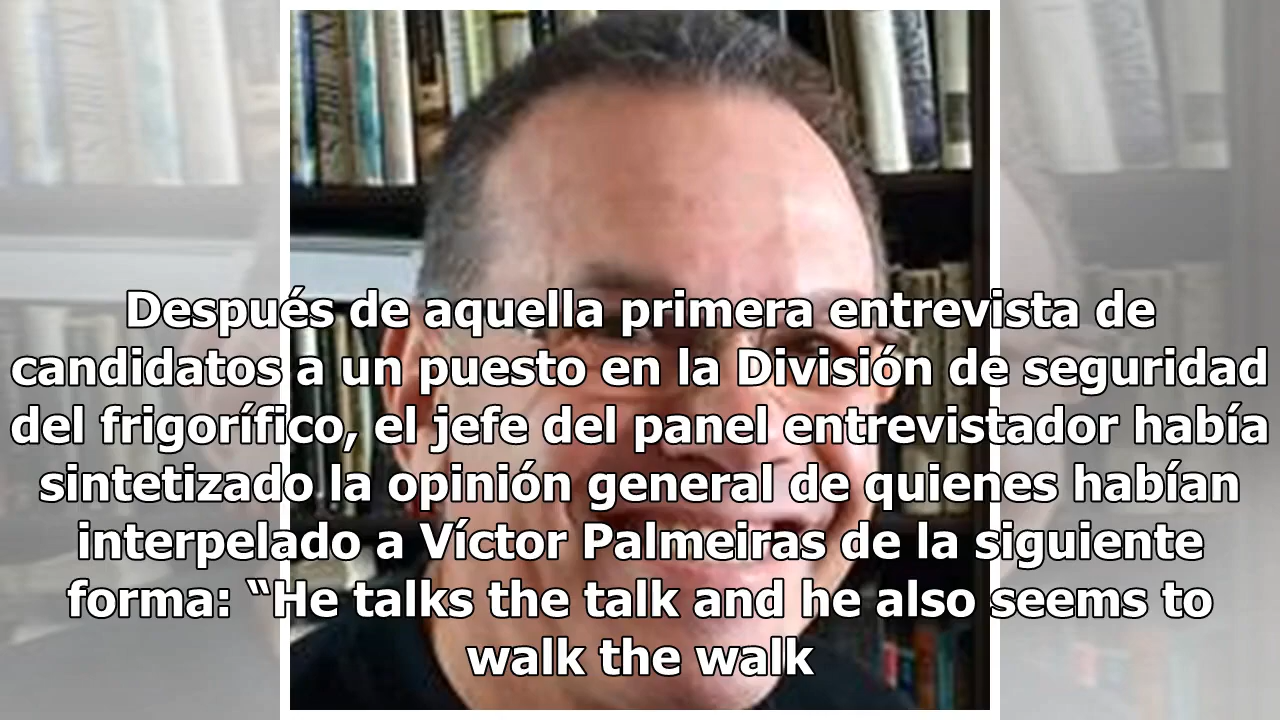 Después de aquella primera entrevista de
candidatos a un puesto en la División de seguridad
del frigorífico, el jefe del panel entrevistador había
sintetizado la opinión general de quienes habían
interpelado a Víctor Palmeiras de la siguiente
forma: “He talks the talk and he also seems to
walk the walk